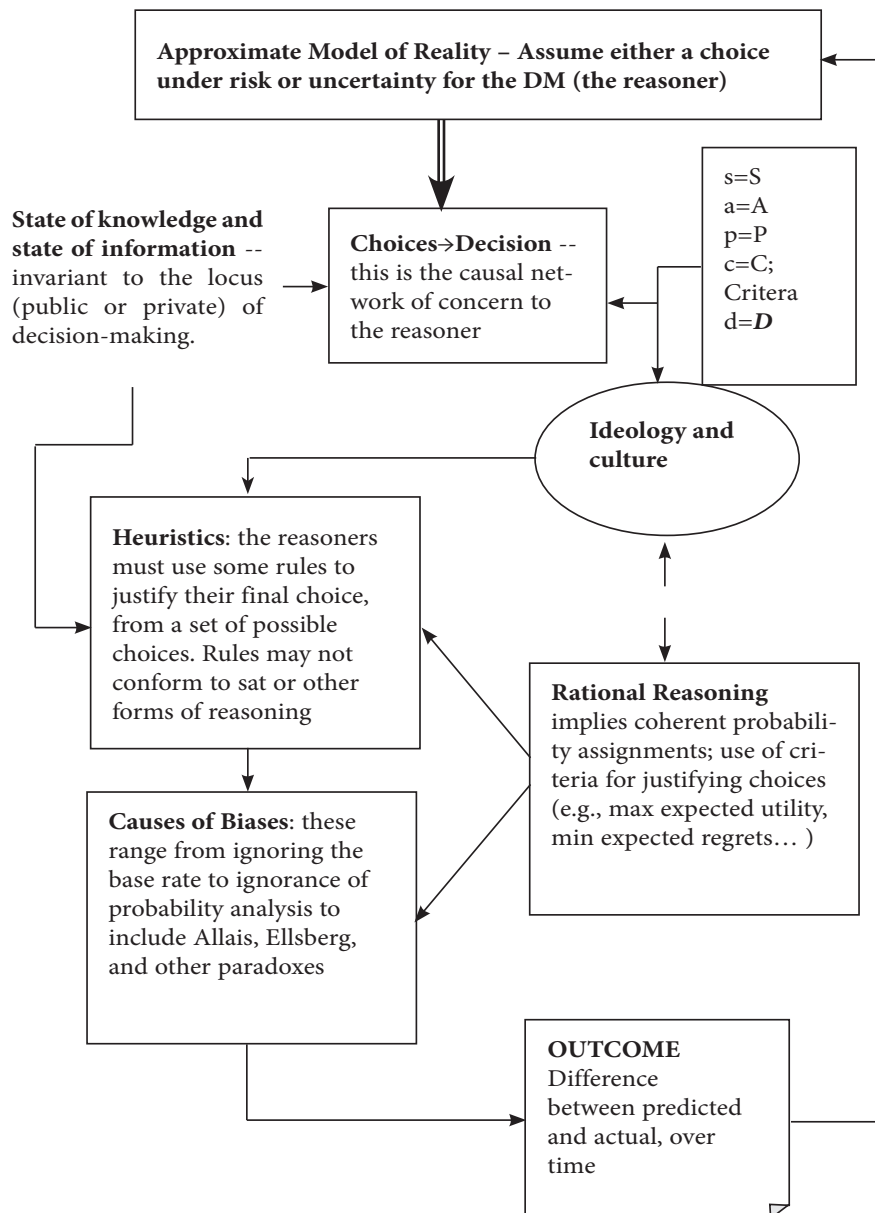 Approximate Model of Reality – Assume either a choice
under risk or uncertainty for the DM (the reasoner)
s=S
a=A
p=P
c=C;
Critera
d=D
State of knowledge and
state of information --
invariant to the locus
(public or private) of
decision-making.
Choices→Decision --
this is the causal net-
work of concern to
the reasoner
Ideology and
culture
Heuristics: the reasoners
must use some rules to
justify their final choice,
from a set of possible
choices. Rules may not
conform to sat or other
forms of reasoning
Rational Reasoning
implies coherent probabil-
ity assignments; use of cri-
teria for justifying choices
(e.g., max expected utility,
min expected regrets… )
Causes of Biases: these
range from ignoring the
base rate to ignorance of
probability analysis to
include Allais, Ellsberg,
and other paradoxes
OUTCOME
Difference
between predicted
and actual, over
time